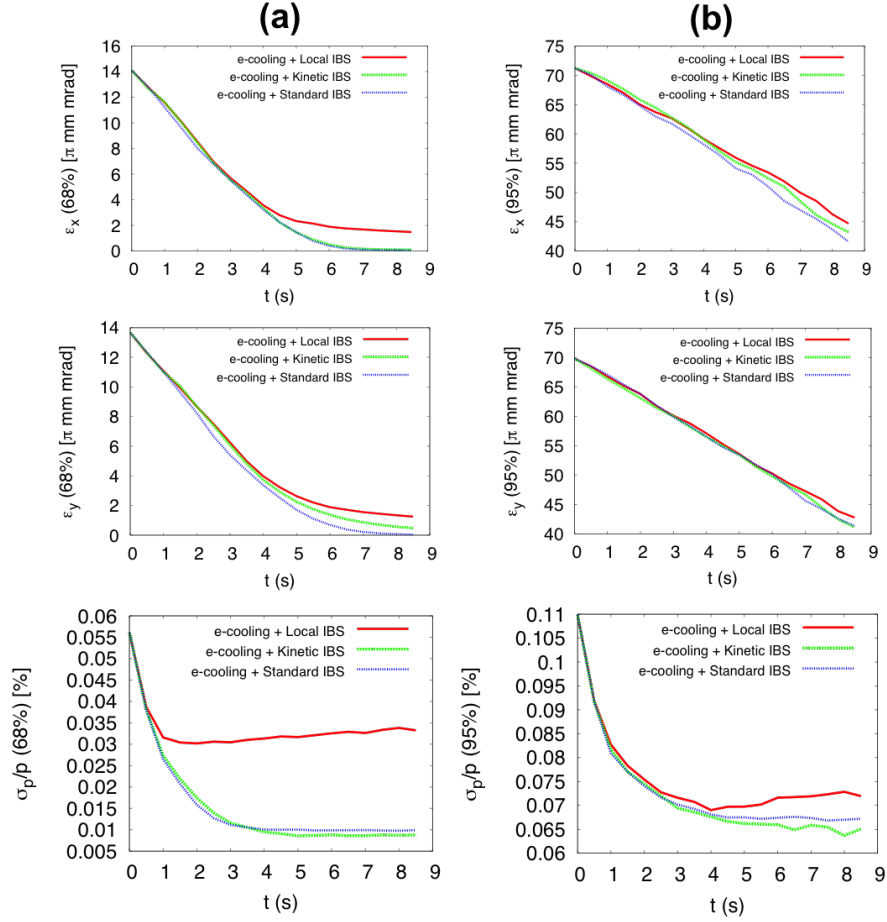 (a)
(b)
16
14
12
10
8
6
4
2
0
0 1 2 3 4 5 6 7 8 9
εx (68%) [π mm mrad]
t (s)
e-cooling + Local IBS
e-cooling + Kinetic IBS
e-cooling + Standard IBS
75
70
65
60
55
50
45
40
0 1 2 3 4 5 6 7 8 9
εx (95%) [π mm mrad]
t (s)
e-cooling + Local IBS
e-cooling + Kinetic IBS
e-cooling + Standard IBS
14
12
10
8
6
4
2
0
0 1 2 3 4 5 6 7 8 9
εy (68%) [π mm mrad]
t (s)
e-cooling + Local IBS
e-cooling + Kinetic IBS
e-cooling + Standard IBS
75
70
65
60
55
50
45
40
0 1 2 3 4 5 6 7 8 9
εy (95%) [π mm mrad]
t (s)
e-cooling + Local IBS
e-cooling + Kinetic IBS
e-cooling + Standard IBS
0.06
0.055
0.05
0.045
0.04
0.035
0.03
0.025
0.02
0.015
0.01
0.005
0 1 2 3 4 5 6 7 8 9
σp/p (68%) [%]
t (s)
e-cooling + Local IBS
e-cooling + Kinetic IBS
e-cooling + Standard IBS
0.11
0.105
0.1
0.095
0.09
0.085
0.08
0.075
0.07
0.065
0.06
0 1 2 3 4 5 6 7 8 9
σp/p (95%) [%]
t (s)
e-cooling + Local IBS
e-cooling + Kinetic IBS
e-cooling + Standard IBS